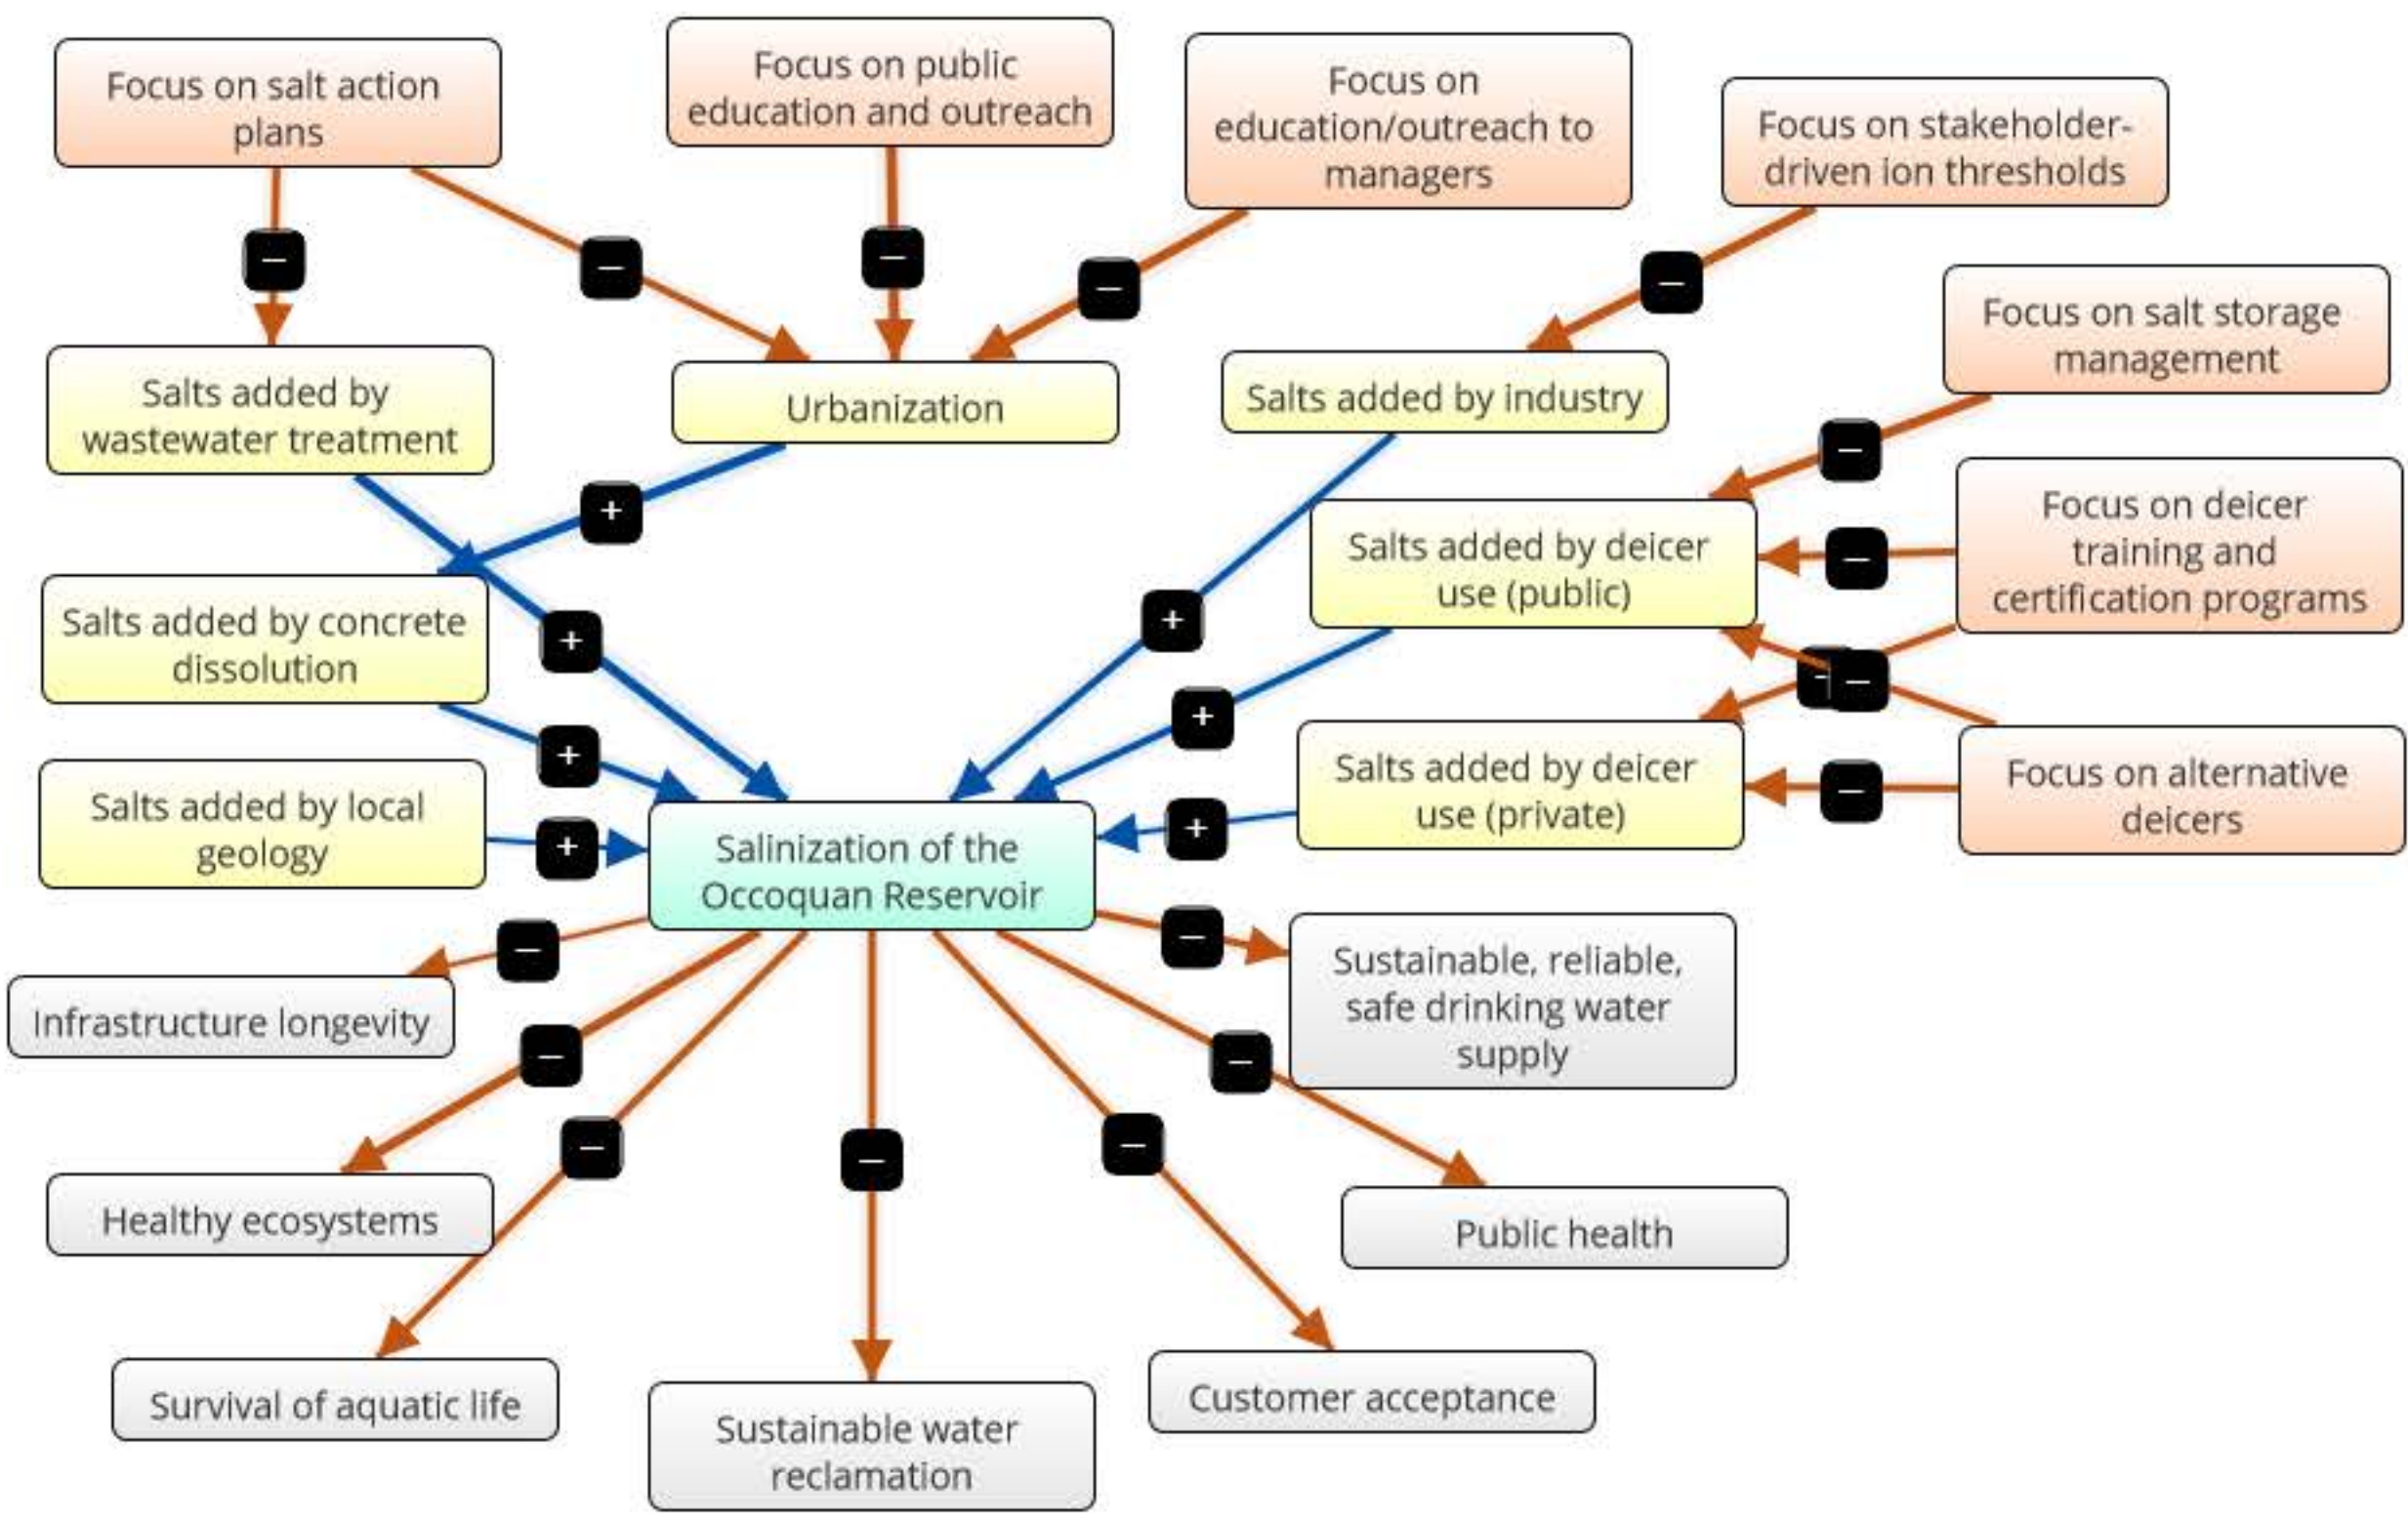 Focus on salt action
plans
Focus on public
education and outreach
Focus on
education/outreach to
managers
Focus on stakeholder-
driven ion thresholds
Focus on salt storage
management
−
−
−
−
−
Salts added by
wastewater treatment
Urbanization
Salts added by industry
−
Focus on deicer
training and
certification programs
+
Salts added by deicer
use (public)
−
Salts added by concrete
dissolution
+
+
−
−
+
+
Salts added by local
geology
+
Salinization of the
Occoquan Reservoir
+
Salts added by deicer
use (private)
−
Focus on alternative
deicers
−
−
Infrastructure longevity
Sustainable, reliable,
safe drinking water
supply
−
−
−
−
−
Healthy ecosystems
Public health
Survival of aquatic life
Sustainable water
reclamation
Customer acceptance